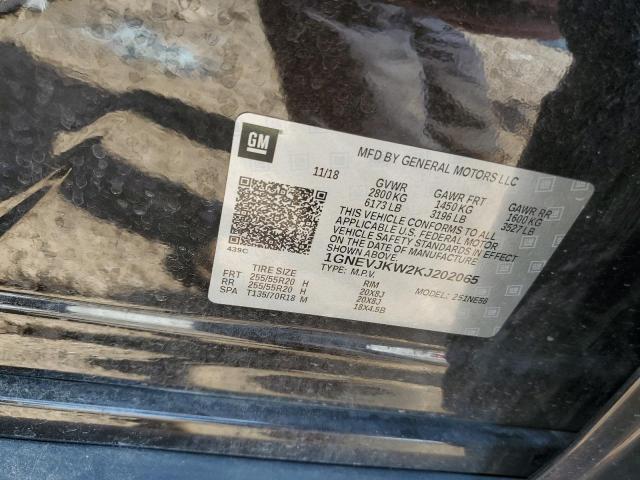 GM
MFD BY GENERAL MOTORS LLC
11/18
GVWR GAWR FRT GAWR RR
2800 KG 1450 KG 1600 KG
6173 LB 3196 LB 3527 LB
THIS VEHICLE CONFORMS TO ALL
APPLICABLE U.S. FEDERAL MOTOR
VEHICLE SAFETY STANDARDS IN EFFECT
ON THE DATE OF MANUFACTURE
SHOWN ABOVE.
1GNEVJKW2KJ202065
439C
TYPE: M.P.V. MODEL:
TIRE SIZE RIM
FRT 255/55R20 H 20X8J
RR 255/55R20 H 20X8J
SPA T135/70R18 M 18X4.5B